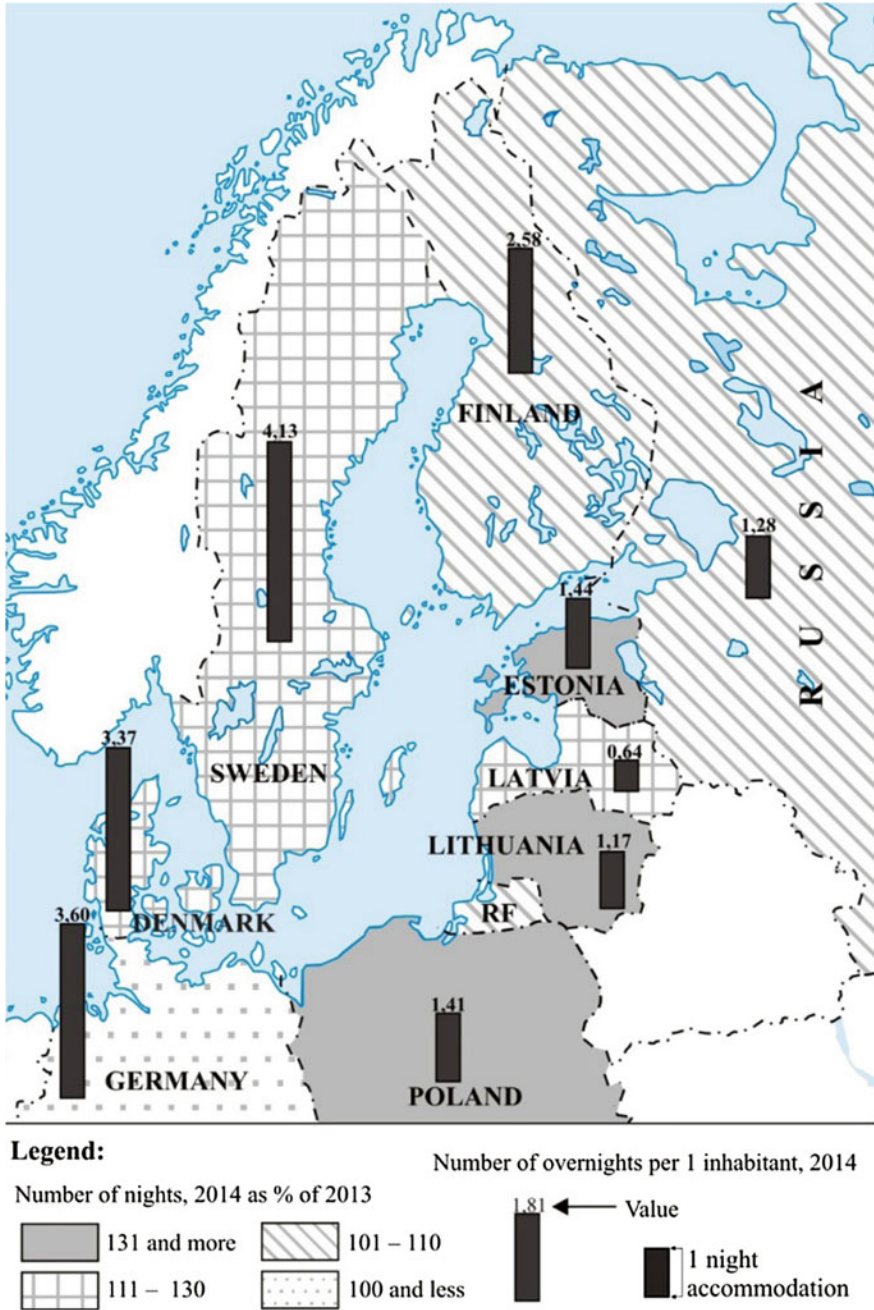 2,58
FINLAND
4,13
RUSSIA
1,28
1,44
ESTONIA
3,37
SWEDEN
0,64
LATVIA
LITHUANIA
1,17
DENMARK
RF
3,60
1,41
GERMANY
POLAND
Legend:
Number of nights, 2014 as % of 2013
131 and more
101 – 110
111 – 130
100 and less
Number of overnights per 1 inhabitant, 2014
1,81
Value
1 night
accommodation